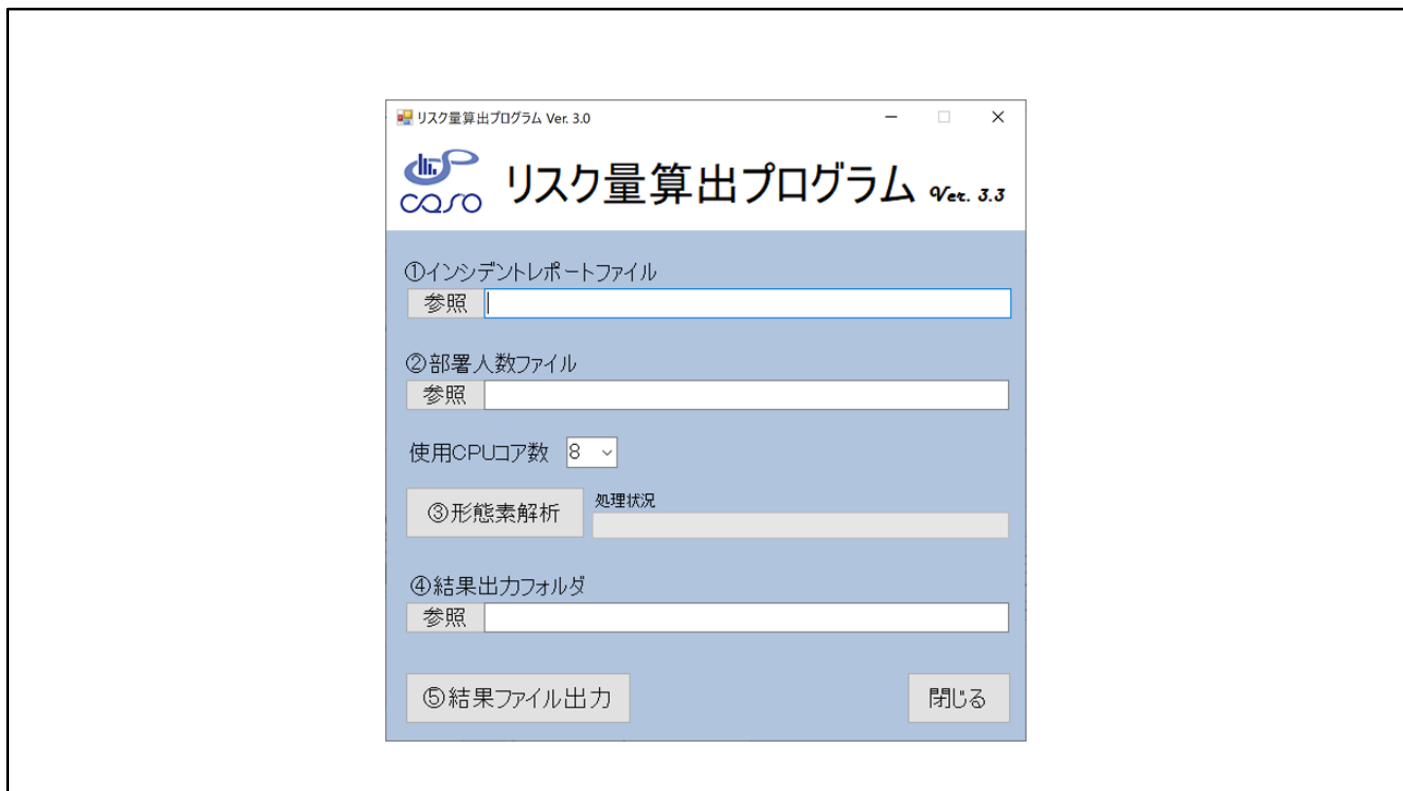 リスク量算出プログラム Ver. 3.0
caso
リスク量算出プログラム Ver. 3.3
①インシデントレポートファイル
参照
②部署人数ファイル
参照
使用CPUコア数 8
③形態素解析
処理状況
④結果出力フォルダ
参照
⑤結果ファイル出力
閉じる